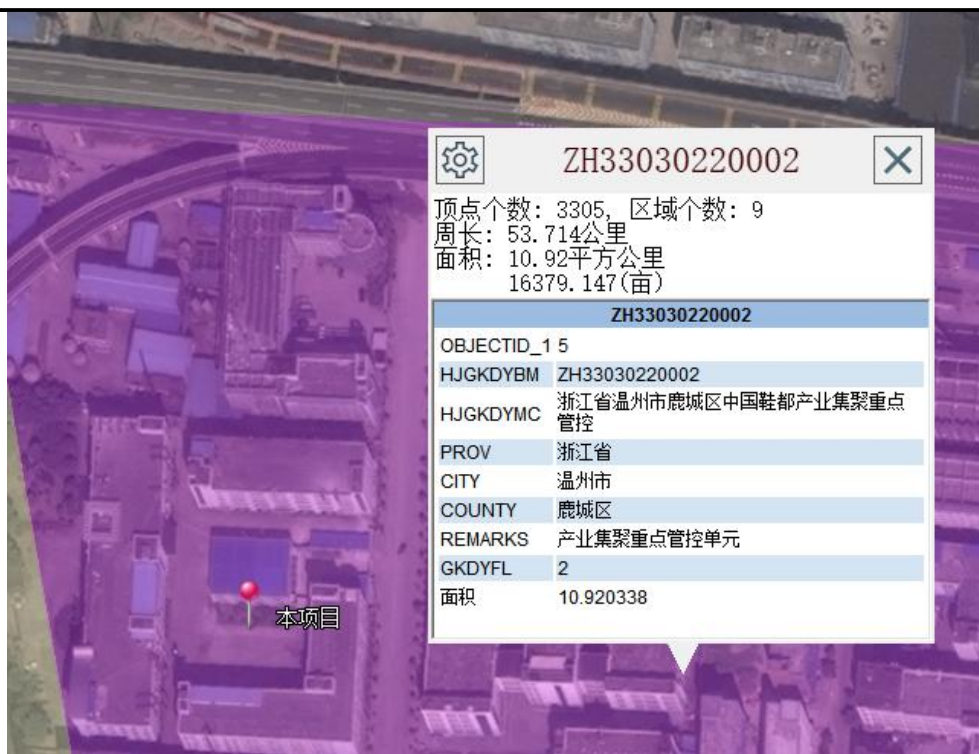 ZH33030220002
顶点个数: 3305, 区域个数: 9
周长: 53.714公里
面积: 10.92平方公里
16379.147(亩)
ZH33030220002
OBJECTID_1 5
HJGKDYBM ZH33030220002
HJGKDYMC 浙江省温州市鹿城区中国鞋都产业集聚重点
管控
PROV 浙江省
CITY 温州市
COUNTY 鹿城区
REMARKS 产业集聚重点管控单元
GKDYFL 2
面积 10.920338
本项目